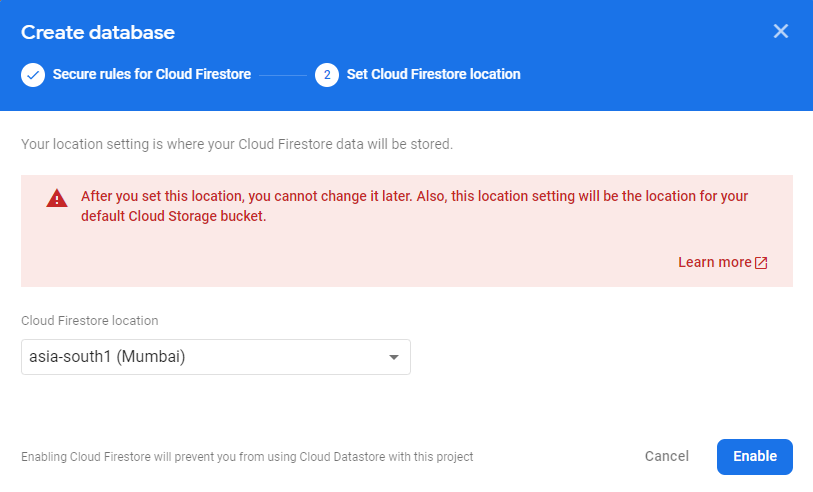 Create database
Secure rules for Cloud Firestore
2 Set Cloud Firestore location
Your location setting is where your Cloud Firestore data will be stored.
After you set this location, you cannot change it later. Also, this location setting will be the location for your
default Cloud Storage bucket.
Learn more
Cloud Firestore location
asia-south1 (Mumbai)
Enabling Cloud Firestore will prevent you from using Cloud Datastore with this project
Cancel
Enable